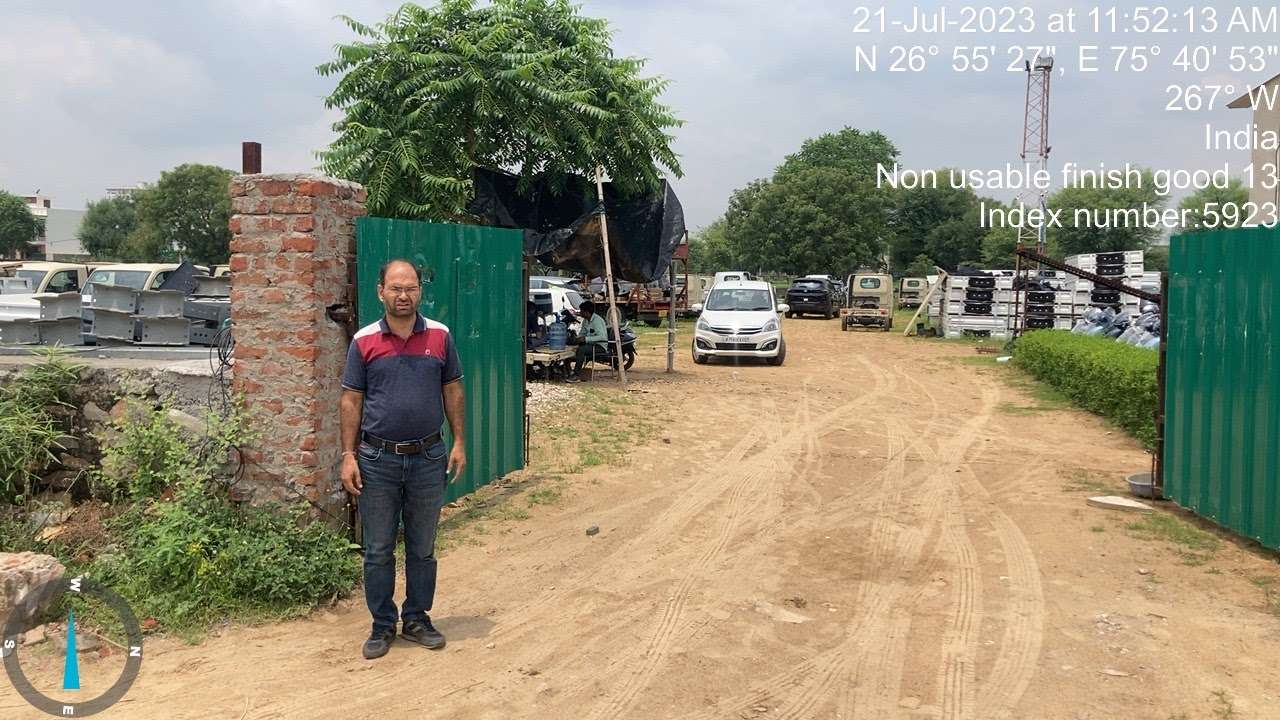 21-Jul-2023 at 11:52:13 AM
N 26° 55' 27", E 75° 40' 53"
267° W
India
Non usable finish good 13
Index number:5923
W
N
S
E